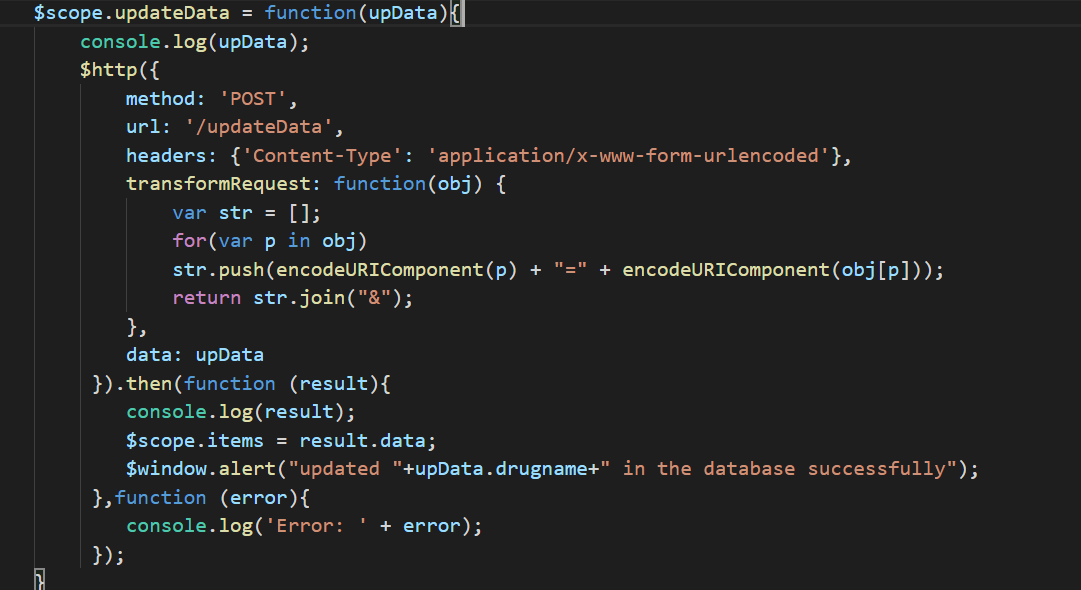 $scope.updateData = function(upData){
console.log(upData);
$http({
method: 'POST',
url: '/updateData',
headers: {'Content-Type': 'application/x-www-form-urlencoded'},
transformRequest: function(obj) {
var str = [];
for(var p in obj)
str.push(encodeURIComponent(p) + "=" + encodeURIComponent(obj[p]));
return str.join("&");
},
data: upData
}).then(function (result){
console.log(result);
$scope.items = result.data;
$window.alert("updated "+upData.drugname+" in the database successfully");
},function (error){
console.log('Error: ' + error);
});
}